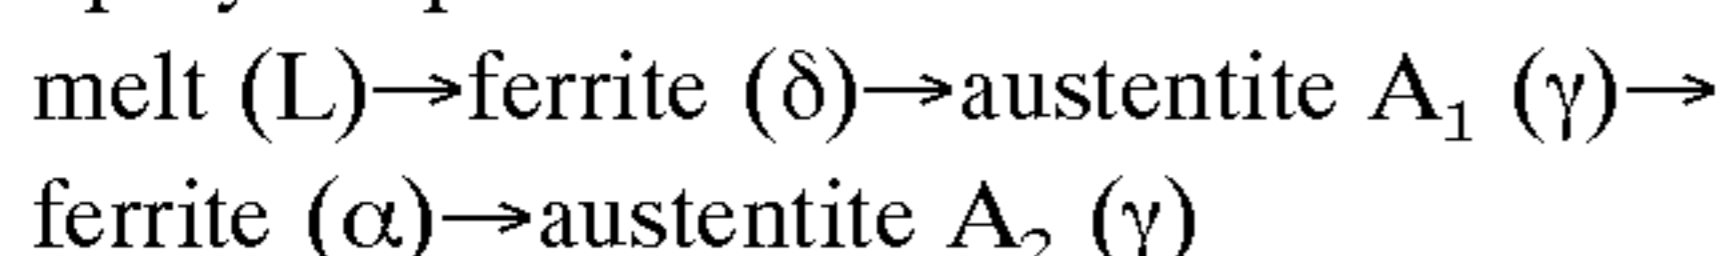 melt (L)→ferrite (δ)→austentite A₁ (γ)→
ferrite (α)→austentite A₂ (γ)